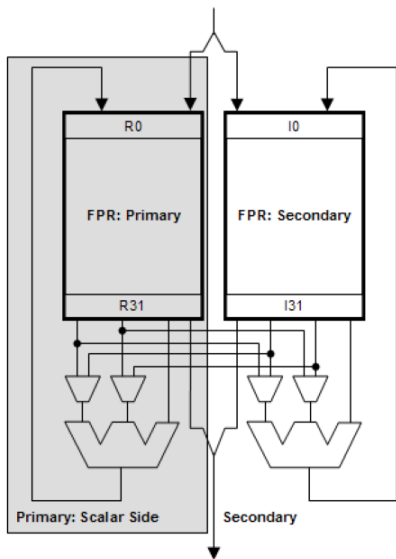 R0
I0
FPR: Primary
FPR: Secondary
R31
I31
Primary: Scalar Side
Secondary